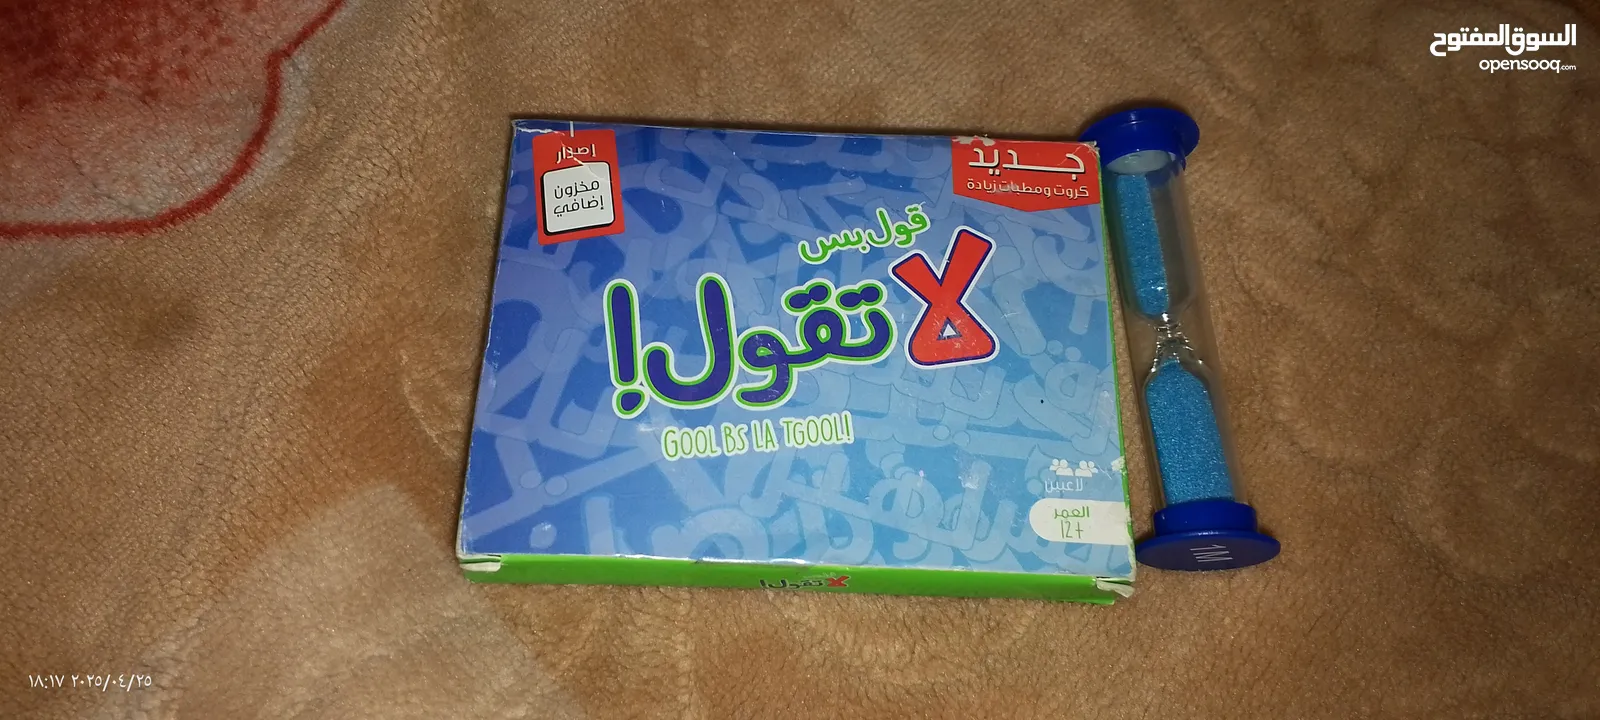 السوق المفتوح
opensooq.com
إصدار
مخزون
إضافي
جديد
كروت ومطبات زيادة
قول بس
لا تقول!
GOOL BS LA TGOOL!
لاعبين
العمر
12+
لا تقول!
1M
١٨:١٧ ٢٠٢٥/٠٤/٢٥